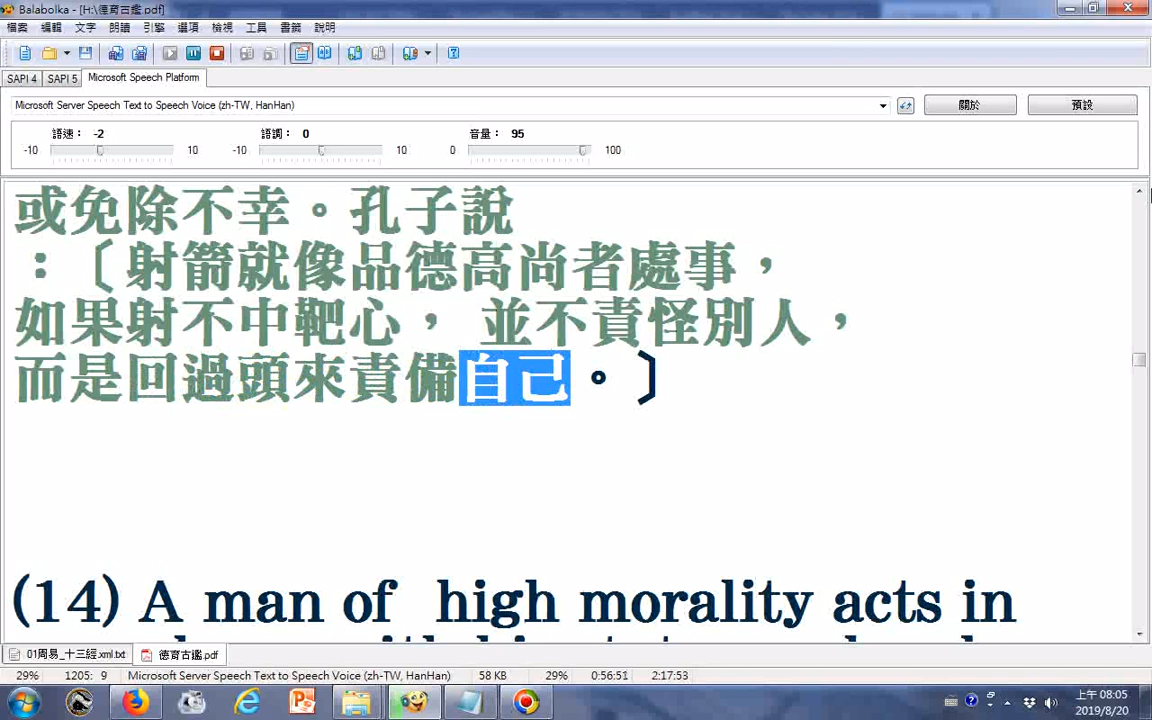 Balabolka - [H:\德育古鑑.pdf]
檔案 編輯 文字 朗讀 引擎 選項 檢視 工具 書籤 說明
SAPI 4 SAPI 5 Microsoft Speech Platform
Microsoft Server Speech Text to Speech Voice (zh-TW, HanHan) 關於 預設
語速： -2 語調： 0 音量： 95
-10 10 -10 10 0 100
或免除不幸。孔子說
：〔射箭就像品德高尚者處事，
如果射不中靶心， 並不責怪別人，
而是回過頭來責備自己。〕
(14) A man of high morality acts in
01周易_十三經.xml.txt 德育古鑑.pdf
29% 1205: 9 Microsoft Server Speech Text to Speech Voice (zh-TW, HanHan) 58 KB 29% 0:56:51 2:17:53
上午 08:05
2019/8/20